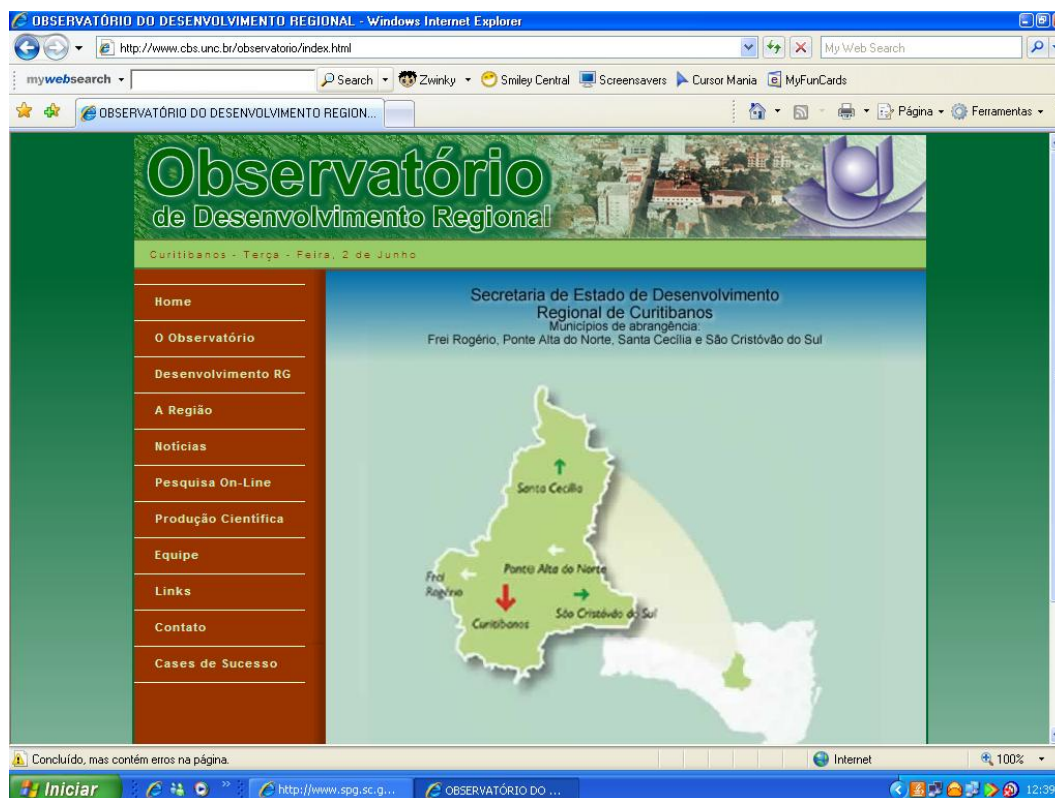 OBSERVATÓRIO DO DESENVOLVIMENTO REGIONAL - Windows Internet Explorer
http://www.cbs.unc.br/observatorio/index.html
My Web Search
mywebsearch
Search
Zwinky
Smiley Central
Screensavers
Cursor Mania
MyFunCards
OBSERVATÓRIO DO DESENVOLVIMENTO REGION...
Página
Ferramentas
Observatório
de Desenvolvimento Regional
Curitibanos - Terça - Feira, 2 de Junho
Home
O Observatório
Desenvolvimento RG
A Região
Notícias
Pesquisa On-Line
Produção Científica
Equipe
Links
Contato
Cases de Sucesso
Secretaria de Estado de Desenvolvimento
Regional de Curitibanos
Municípios de abrangência:
Frei Rogério, Ponte Alta do Norte, Santa Cecília e São Cristóvão do Sul
Santa Cecília
Ponte Alta do Norte
Frei
Rogério
São Cristóvão do Sul
Curitibanos
Concluído, mas contém erros na página.
Internet
100%
Iniciar
http://www.spg.sc.g...
OBSERVATÓRIO DO ...
12:39